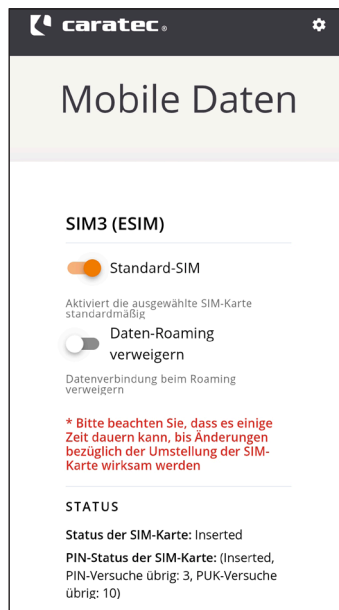 caratec®
Mobile Daten
SIM3 (ESIM)
Standard-SIM
Aktiviert die ausgewählte SIM-Karte
standardmäßig
Daten-Roaming
verweigern
Datenverbindung beim Roaming
verweigern
* Bitte beachten Sie, dass es einige
Zeit dauern kann, bis Änderungen
bezüglich der Umstellung der SIM-
Karte wirksam werden
STATUS
Status der SIM-Karte: Inserted
PIN-Status der SIM-Karte: (Inserted,
PIN-Versuche übrig: 3, PUK-Versuche
übrig: 10)